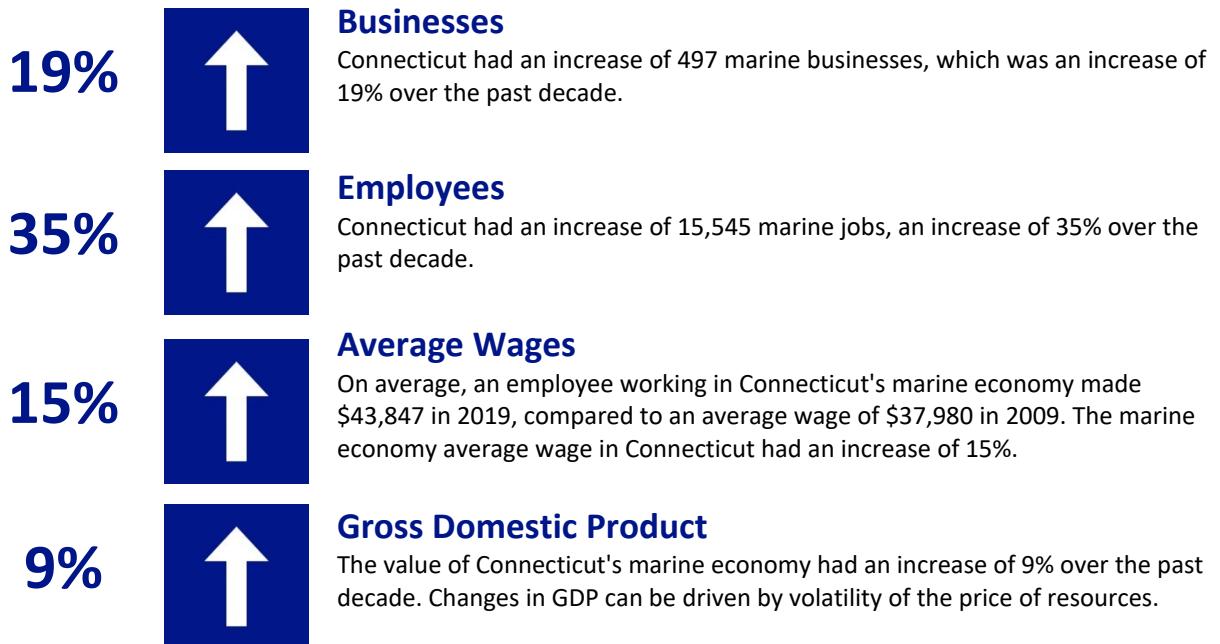 Businesses
19%
Connecticut had an increase of 497 marine businesses, which was an increase of
19% over the past decade.
Employees
35%
Connecticut had an increase of 15,545 marine jobs, an increase of 35% over the
past decade.
Average Wages
15%
On average, an employee working in Connecticut's marine economy made
$43,847 in 2019, compared to an average wage of $37,980 in 2009. The marine
economy average wage in Connecticut had an increase of 15%.
Gross Domestic Product
9%
The value of Connecticut's marine economy had an increase of 9% over the past
decade. Changes in GDP can be driven by volatility of the price of resources.